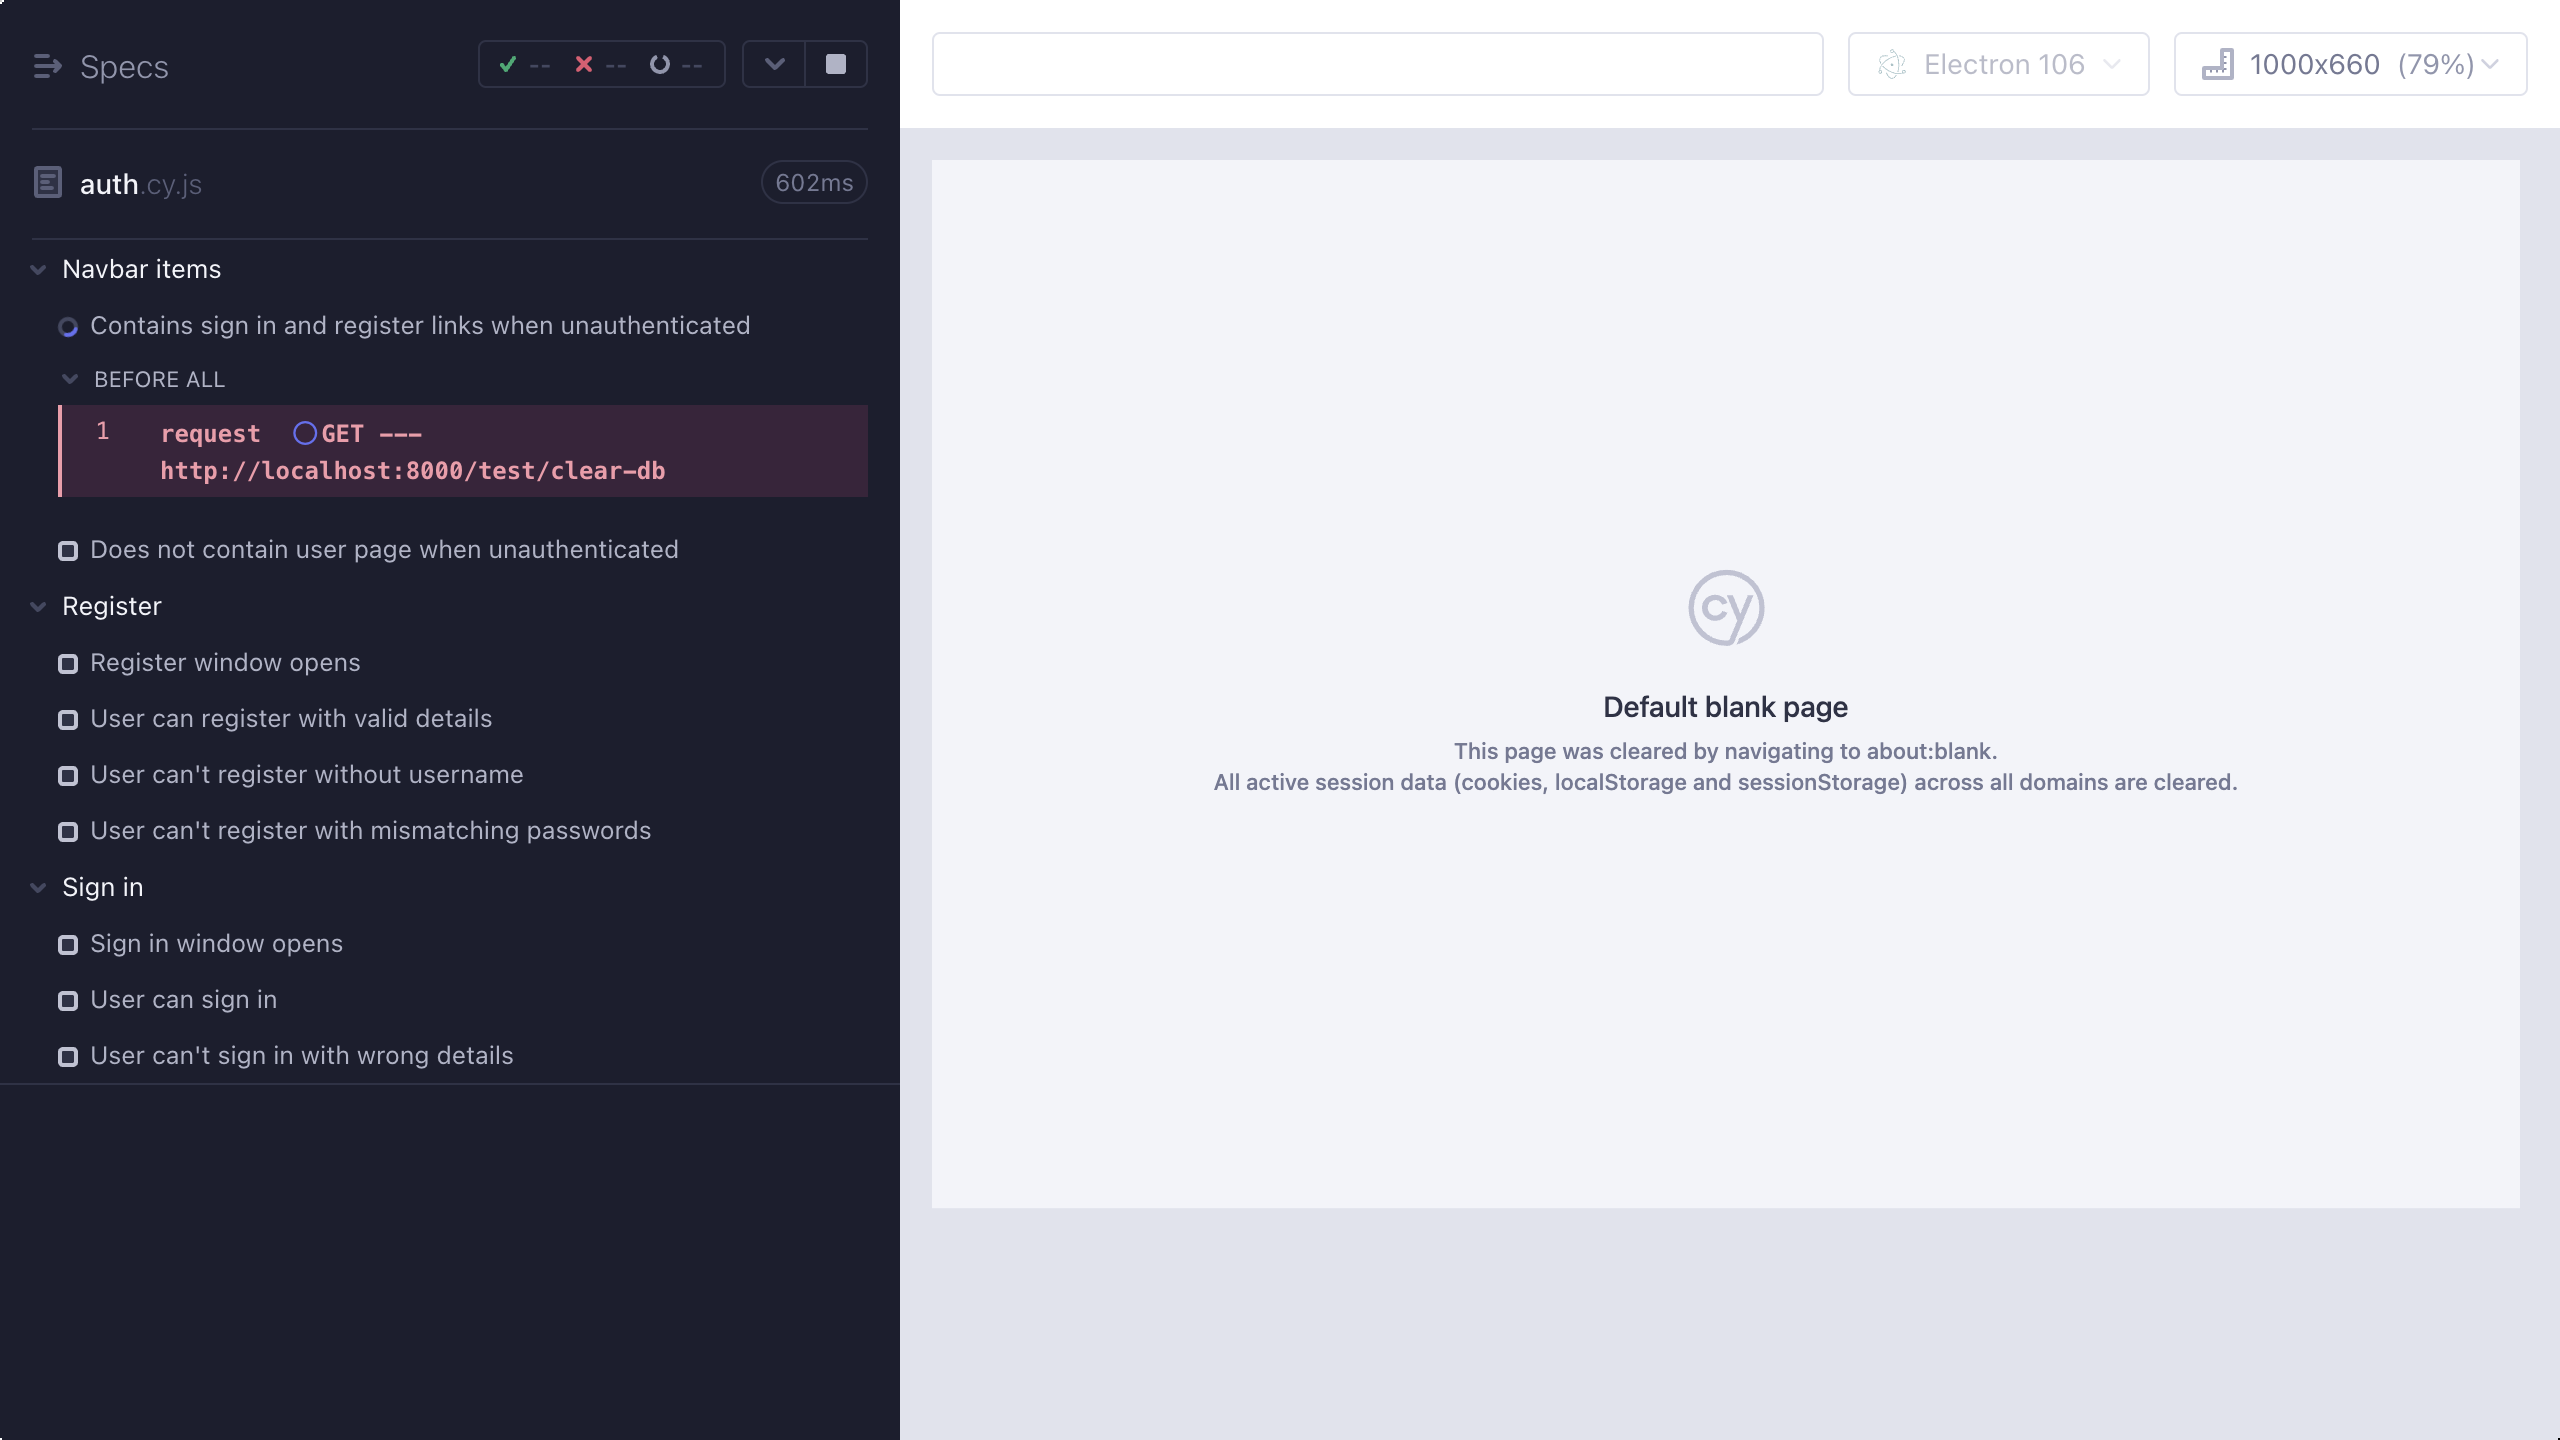 Specs
-- -- --
auth.cy.js
602ms
Navbar items
Contains sign in and register links when unauthenticated
BEFORE ALL
1 request GET ---
http://localhost:8000/test/clear-db
Does not contain user page when unauthenticated
Register
Register window opens
User can register with valid details
User can't register without username
User can't register with mismatching passwords
Sign in
Sign in window opens
User can sign in
User can't sign in with wrong details
Electron 106
1000x660 (79%)
cy
Default blank page
This page was cleared by navigating to about:blank.
All active session data (cookies, localStorage and sessionStorage) across all domains are cleared.